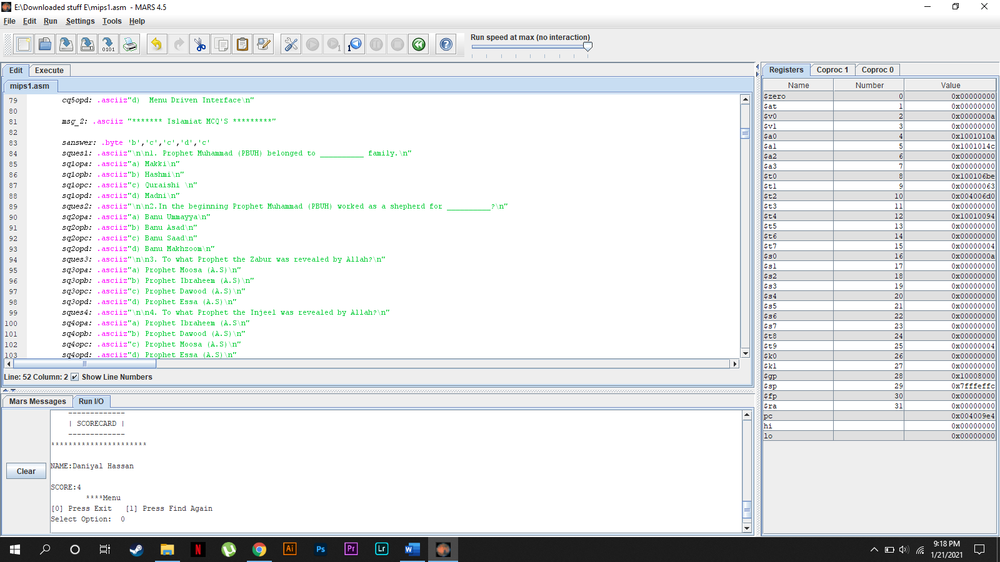 E:\Downloaded stuff E\mips1.asm - MARS 4.5
File Edit Run Settings Tools Help
Run speed at max (no interaction)
Edit Execute
mips1.asm
79 cq5opd: .asciiz"d)  Menu Driven Interface\n"
80
81 msg_2: .asciiz "******* Islamiat MCQ'S *********"
82
83 sanswer: .byte 'b','c','c','d','c'
84 sques1: .asciiz"\n\n1. Prophet Muhammad (PBUH) belonged to __________ family.\n"
85 sq1opa: .asciiz"a) Makki\n"
86 sq1opb: .asciiz"b) Hashmi\n"
87 sq1opc: .asciiz"c) Quraishi \n"
88 sq1opd: .asciiz"d) Madni\n"
89 sques2: .asciiz"\n\n2.In the beginning Prophet Muhammad (PBUH) worked as a shepherd for __________?\n"
90 sq2opa: .asciiz"a) Banu Ummayya\n"
91 sq2opb: .asciiz"b) Banu Asad\n"
92 sq2opc: .asciiz"c) Banu Saad\n"
93 sq2opd: .asciiz"d) Banu Makhzoom\n"
94 sques3: .asciiz"\n\n3. To what Prophet the Zabur was revealed by Allah?\n"
95 sq3opa: .asciiz"a) Prophet Moosa (A.S)\n"
96 sq3opb: .asciiz"b) Prophet Ibraheem (A.S)\n"
97 sq3opc: .asciiz"c) Prophet Dawood (A.S)\n"
98 sq3opd: .asciiz"d) Prophet Essa (A.S)\n"
99 sques4: .asciiz"\n\n4. To what Prophet the Injeel was revealed by Allah?\n"
100 sq4opa: .asciiz"a) Prophet Ibraheem (A.S\n"
101 sq4opb: .asciiz"b) Prophet Dawood (A.S)\n"
102 sq4opc: .asciiz"c) Prophet Moosa (A.S)\n"
103 sq4opd: .asciiz"d) Prophet Essa (A.S)\n"
Line: 52 Column: 2 Show Line Numbers
Mars Messages Run I/O
-------------
| SCORECARD |
-------------
**********************
NAME:Daniyal Hassan
SCORE:4
****Menu
[0] Press Exit   [1] Press Find Again
Select Option:  0
Clear
Registers Coproc 1 Coproc 0
Name Number Value
$zero 0 0x00000000
$at 1 0x00000000
$v0 2 0x0000000a
$v1 3 0x00000000
$a0 4 0x1001010a
$a1 5 0x1001014c
$a2 6 0x00000000
$a3 7 0x00000000
$t0 8 0x100106be
$t1 9 0x00000063
$t2 10 0x004006d0
$t3 11 0x00000000
$t4 12 0x10010094
$t5 13 0x00000000
$t6 14 0x00000000
$t7 15 0x00000004
$s0 16 0x0000000a
$s1 17 0x00000000
$s2 18 0x00000000
$s3 19 0x00000000
$s4 20 0x00000000
$s5 21 0x00000000
$s6 22 0x00000000
$s7 23 0x00000000
$t8 24 0x00000000
$t9 25 0x00000004
$k0 26 0x00000000
$k1 27 0x00000000
$gp 28 0x10008000
$sp 29 0x7fffeffc
$fp 30 0x00000000
$ra 31 0x00000000
pc 0x004009e4
hi 0x00000000
lo 0x00000000
Ai Ps Pr Lr
9:18 PM
1/21/2021